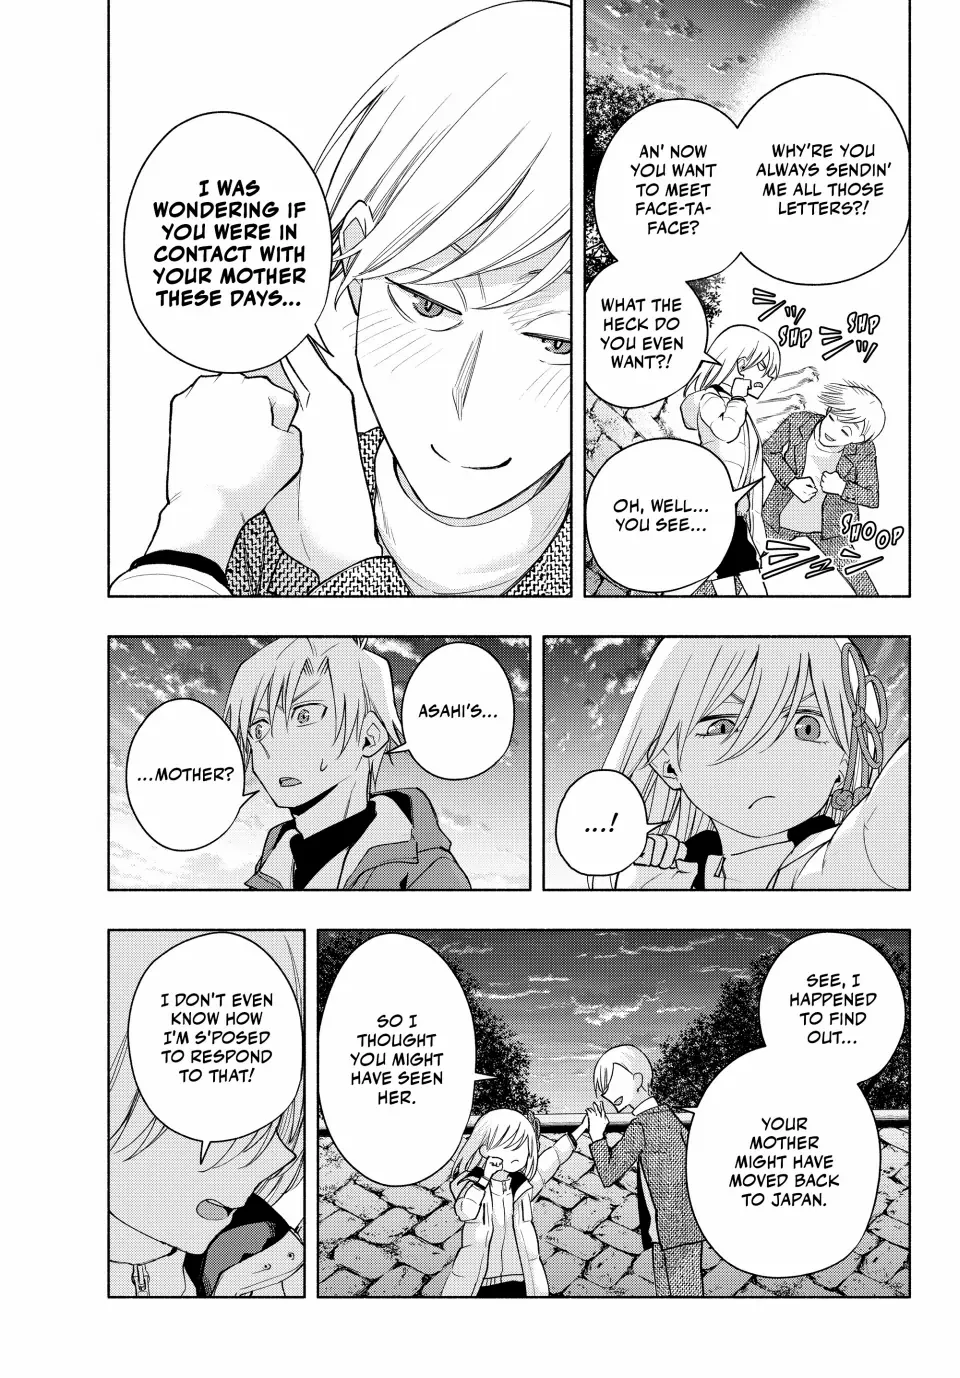 WHY'RE YOU
ALWAYS SENDIN'
ME ALL THOSE
LETTERS?!
AN' NOW
YOU WANT
TO MEET
FACE-TA-
FACE?
WHAT THE
HECK DO
YOU EVEN
WANT?!
SHP
SHP
OH, WELL...
YOU SEE...
SHOOP
I WAS
WONDERING IF
YOU WERE IN
CONTACT WITH
YOUR MOTHER
THESE DAYS...
...!
ASAHI'S...
...MOTHER?
SEE, I
HAPPENED
TO FIND
OUT...
YOUR
MOTHER
MIGHT HAVE
MOVED BACK
TO JAPAN.
SO I
THOUGHT
YOU MIGHT
HAVE SEEN
HER.
I DON'T EVEN
KNOW HOW
I'M S'POSED
TO RESPOND
TO THAT!